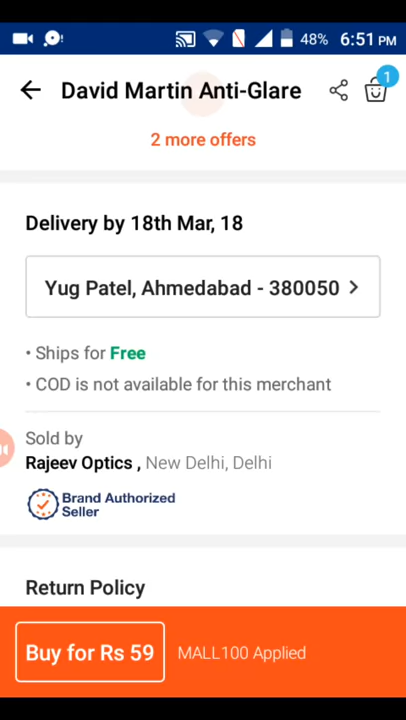 48% 6:51 PM
David Martin Anti-Glare
1
2 more offers
Delivery by 18th Mar, 18
Yug Patel, Ahmedabad - 380050
• Ships for Free
• COD is not available for this merchant
Sold by
Rajeev Optics , New Delhi, Delhi
Brand Authorized
Seller
Return Policy
Buy for Rs 59
MALL100 Applied